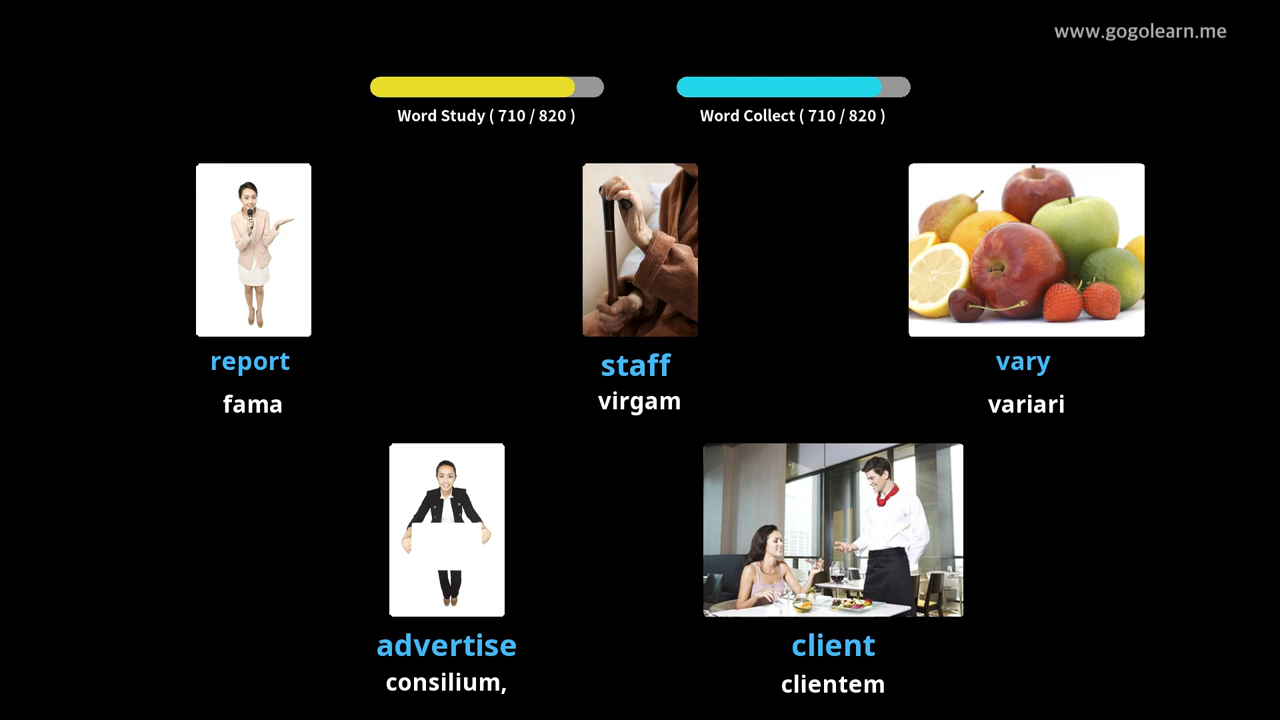 www.gogolearn.me
Word Study ( 710 / 820 )
Word Collect ( 710 / 820 )
report
fama
staff
virgam
vary
variari
advertise
consilium,
client
clientem